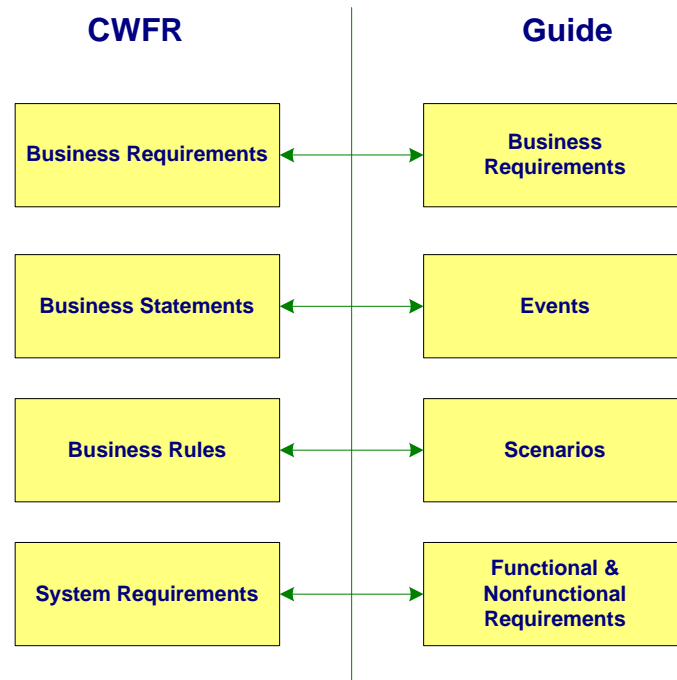 CWFR
Guide
Business Requirements
Business
Requirements
Business Statements
Events
Business Rules
Scenarios
System Requirements
Functional &
Nonfunctional
Requirements